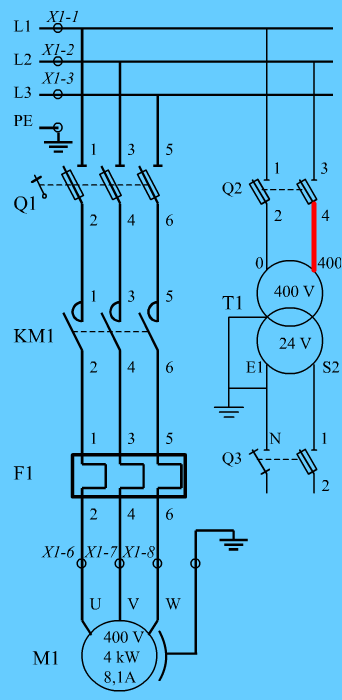 L1 X1-1
L2 X1-2
L3 X1-3
PE
1 3 5 1 3
Q1 Q2
2 4 6 2 4
0 400
400 V
T1
1 3 5
KM1 24 V
2 4 6 E1 S2
1 3 5 N 1
F1 Q3
2 4 6 2
X1-6 X1-7 X1-8
U V W
400 V
M1 4 kW
8,1A